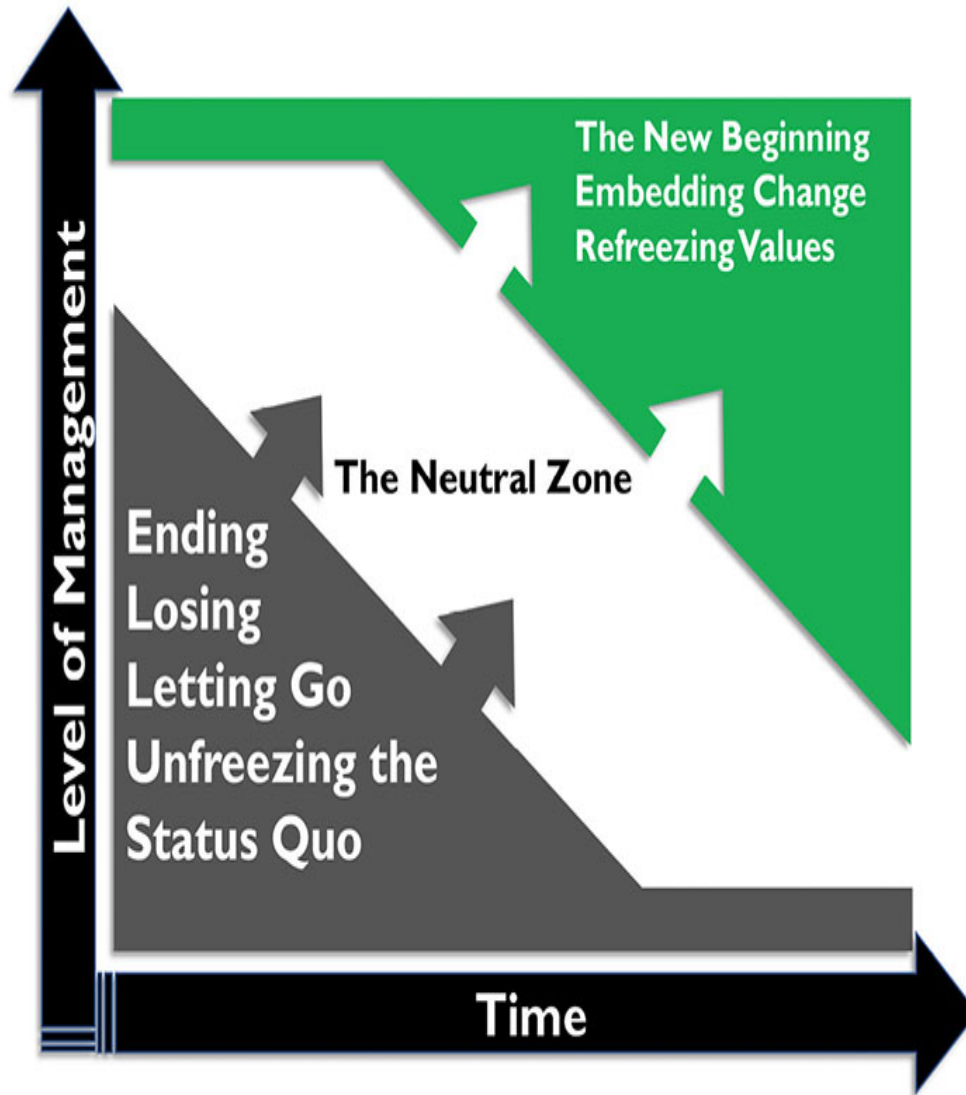 Level of Management
The New Beginning
Embedding Change
Refreezing Values
The Neutral Zone
Ending
Losing
Letting Go
Unfreezing the
Status Quo
Time